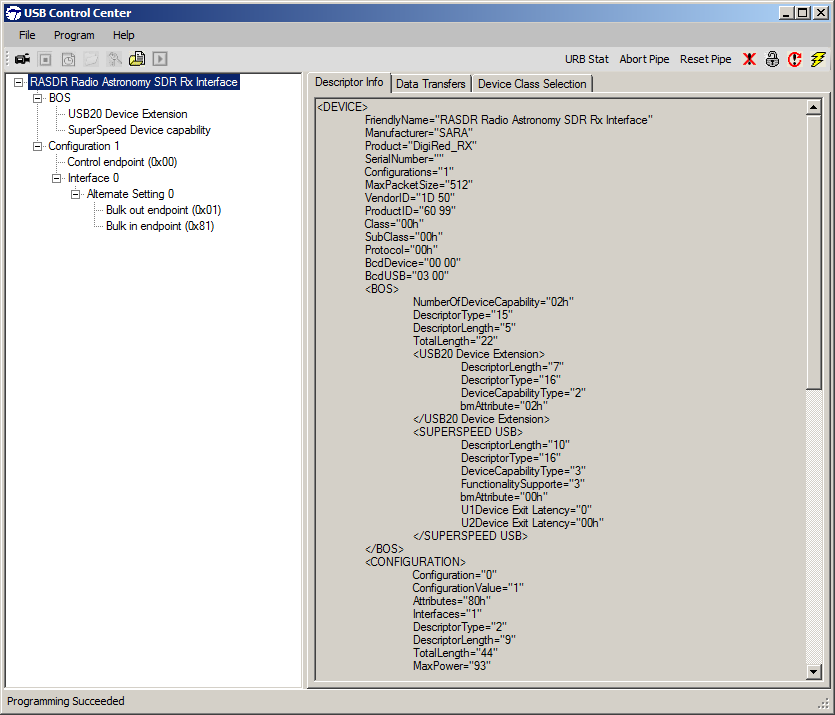 USB Control Center
File Program Help
URB Stat Abort Pipe Reset Pipe
RASDR Radio Astronomy SDR Rx Interface
BOS
USB20 Device Extension
SuperSpeed Device capability
Configuration 1
Control endpoint (0x00)
Interface 0
Alternate Setting 0
Bulk out endpoint (0x01)
Bulk in endpoint (0x81)
Descriptor Info Data Transfers Device Class Selection
<DEVICE>
FriendlyName="RASDR Radio Astronomy SDR Rx Interface"
Manufacturer="SARA"
Product="DigiRed_RX"
SerialNumber=""
Configurations="1"
MaxPacketSize="512"
VendorID="1D 50"
ProductID="60 99"
Class="00h"
SubClass="00h"
Protocol="00h"
BcdDevice="00 00"
BcdUSB="03 00"
<BOS>
NumberOfDeviceCapability="02h"
DescriptorType="15"
DescriptorLength="5"
TotalLength="22"
<USB20 Device Extension>
DescriptorLength="7"
DescriptorType="16"
DeviceCapabilityType="2"
bmAttribute="02h"
</USB20 Device Extension>
<SUPERSPEED USB>
DescriptorLength="10"
DescriptorType="16"
DeviceCapabilityType="3"
FunctionalitySupporte="3"
bmAttribute="00h"
U1Device Exit Latency="0"
U2Device Exit Latency="00h"
</SUPERSPEED USB>
</BOS>
<CONFIGURATION>
Configuration="0"
ConfigurationValue="1"
Attributes="80h"
Interfaces="1"
DescriptorType="2"
DescriptorLength="9"
TotalLength="44"
MaxPower="93"
Programming Succeeded